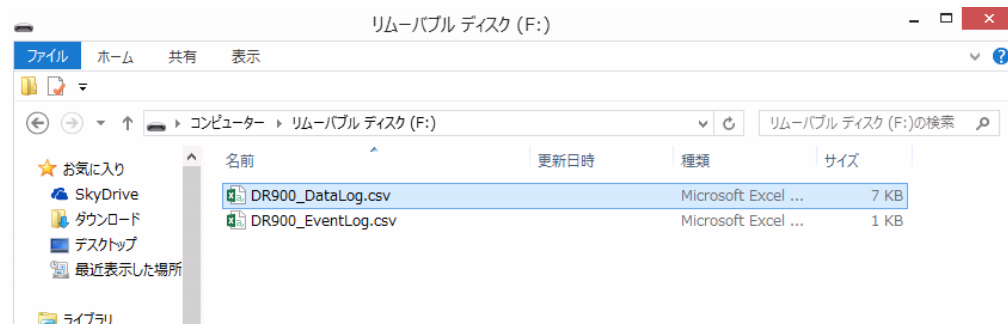 リムーバブル ディスク (F:)
ファイル ホーム 共有 表示
コンピューター リムーバブル ディスク (F:) リムーバブル ディスク (F:)の検索
お気に入り
SkyDrive
ダウンロード
デスクトップ
最近表示した場所
ライブラリ
名前 更新日時 種類 サイズ
DR900_DataLog.csv Microsoft Excel ... 7 KB
DR900_EventLog.csv Microsoft Excel ... 1 KB